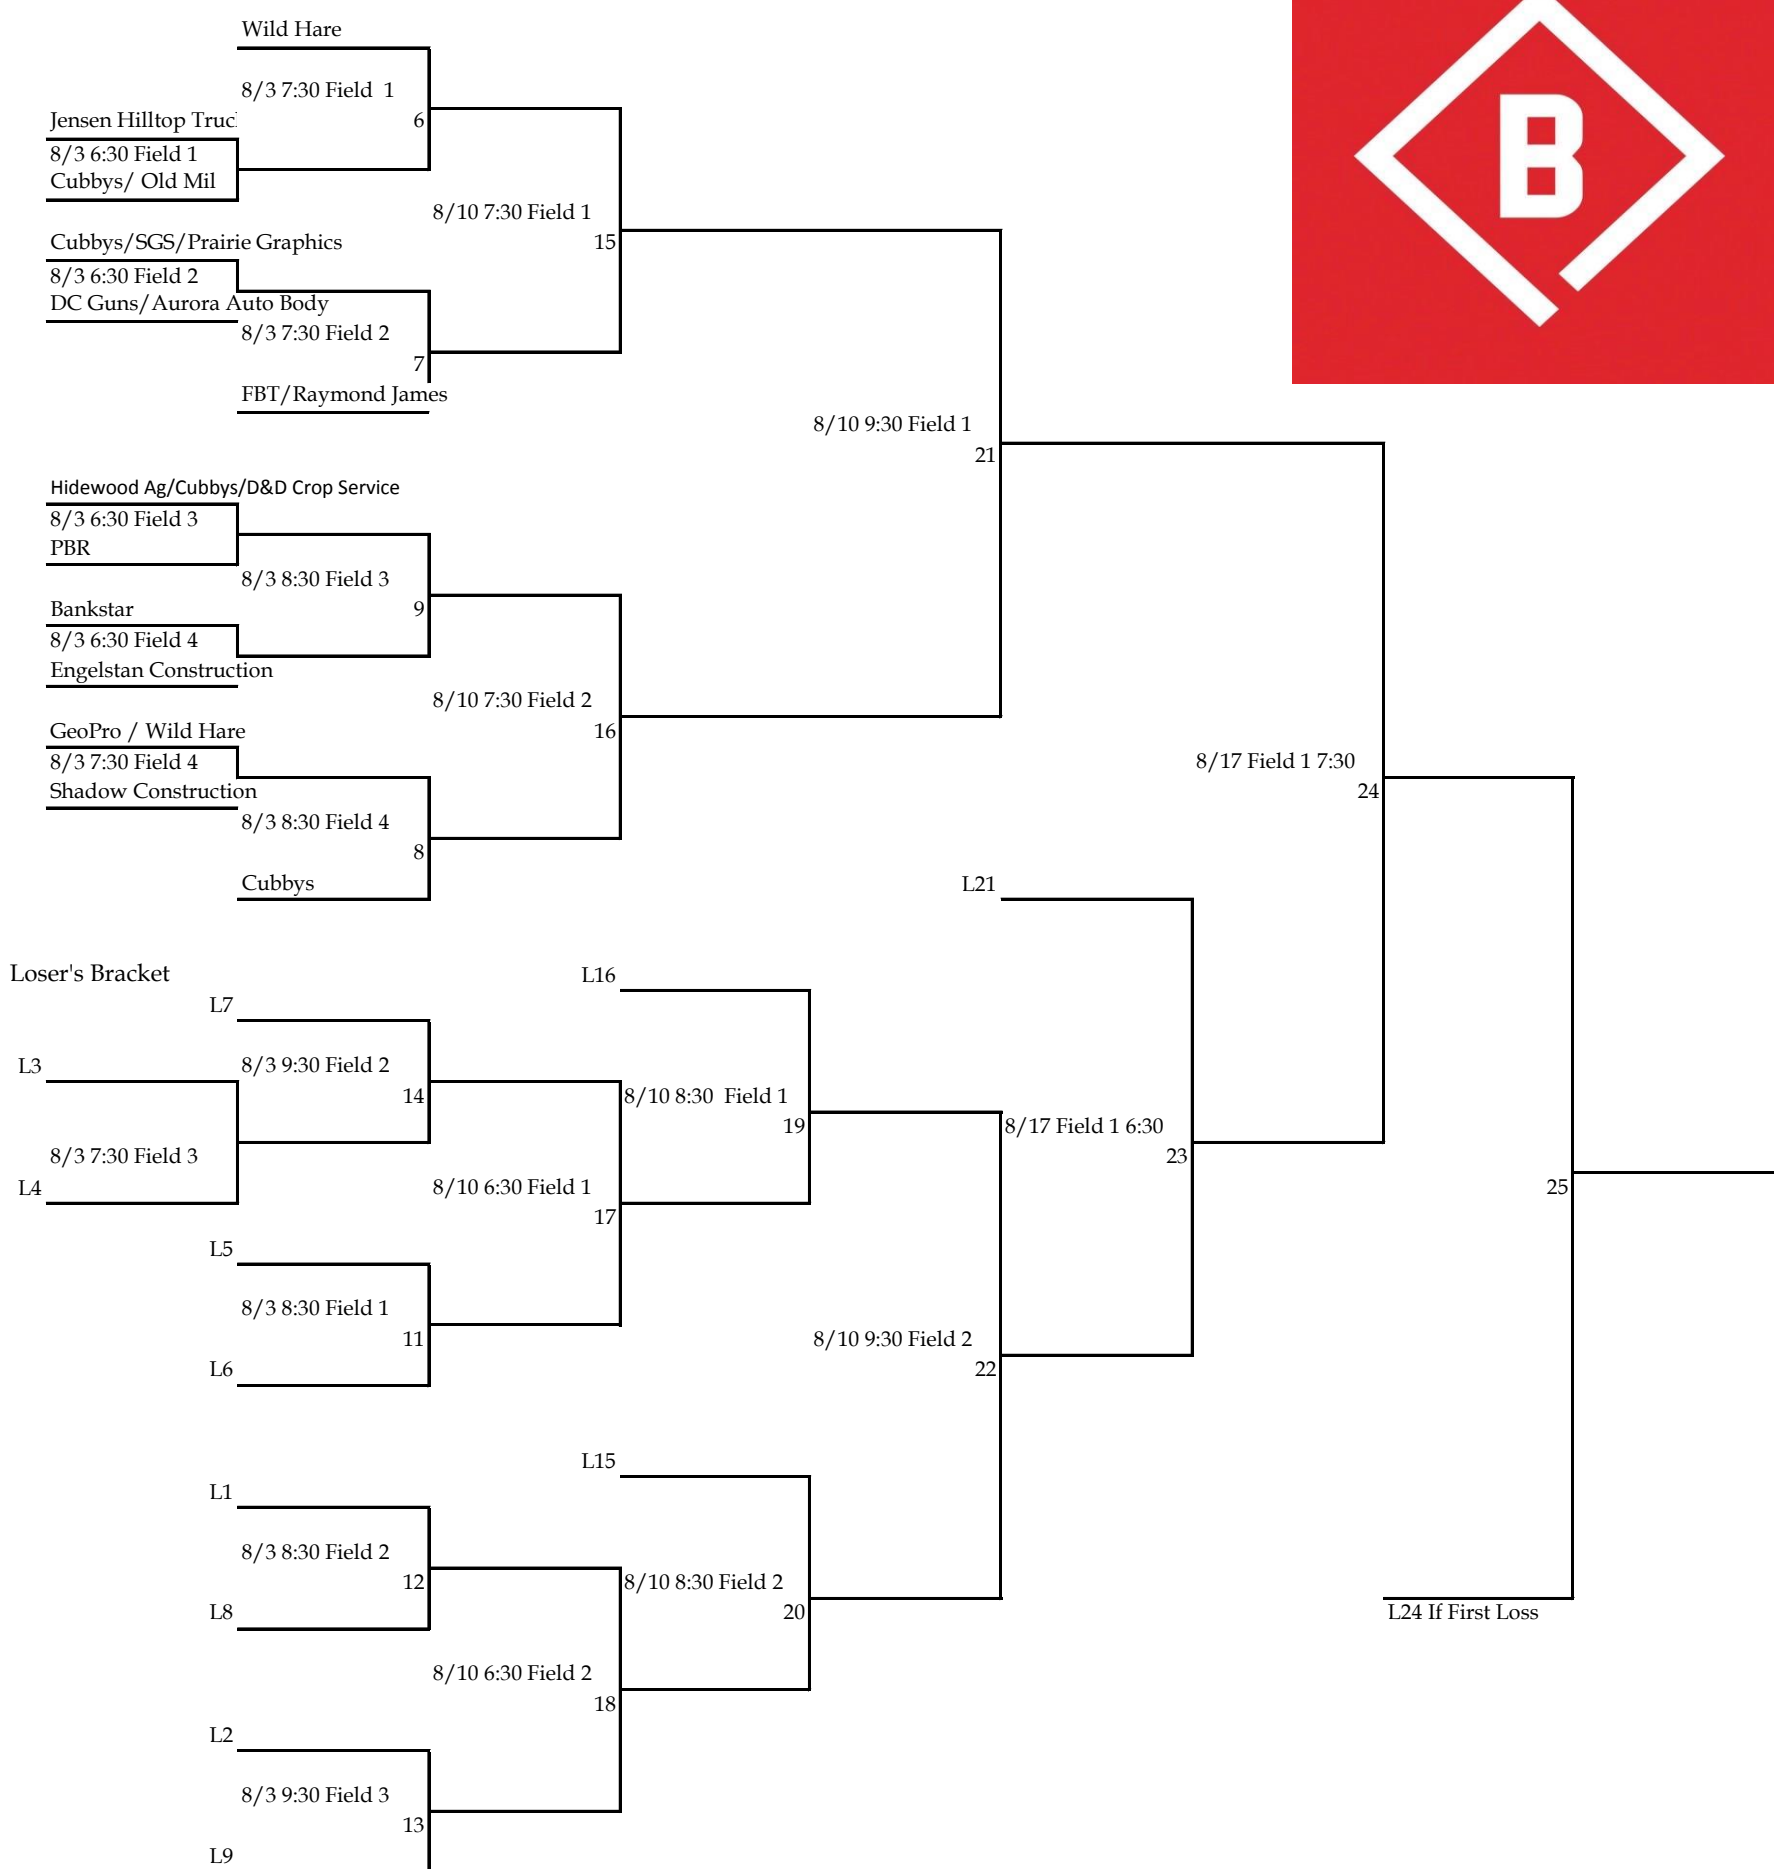 Wild Hare
8/3 7:30 Field 1
6
Jensen Hilltop Truc
8/3 6:30 Field 1
Cubbys/ Old Mil
8/10 7:30 Field 1
15
Cubbys/SGS/Prairie Graphics
8/3 6:30 Field 2
DC Guns/Aurora Auto Body
8/3 7:30 Field 2
7
FBT/Raymond James
8/10 9:30 Field 1
21
Hidewood Ag/Cubbys/D&D Crop Service
8/3 6:30 Field 3
PBR
8/3 8:30 Field 3
9
Bankstar
8/3 6:30 Field 4
Engelstan Construction
8/10 7:30 Field 2
16
GeoPro / Wild Hare
8/3 7:30 Field 4
Shadow Construction
8/3 8:30 Field 4
8
Cubbys
8/17 Field 1 7:30
24
L21
Loser's Bracket
L16
L7
L3
8/3 9:30 Field 2
14
8/10 8:30 Field 1
19
8/17 Field 1 6:30
23
8/3 7:30 Field 3
L4
8/10 6:30 Field 1
17
25
L5
8/3 8:30 Field 1
11
L6
8/10 9:30 Field 2
22
L15
L1
8/3 8:30 Field 2
12
L8
8/10 8:30 Field 2
20
L24 If First Loss
8/10 6:30 Field 2
18
L2
8/3 9:30 Field 3
13
L9
B